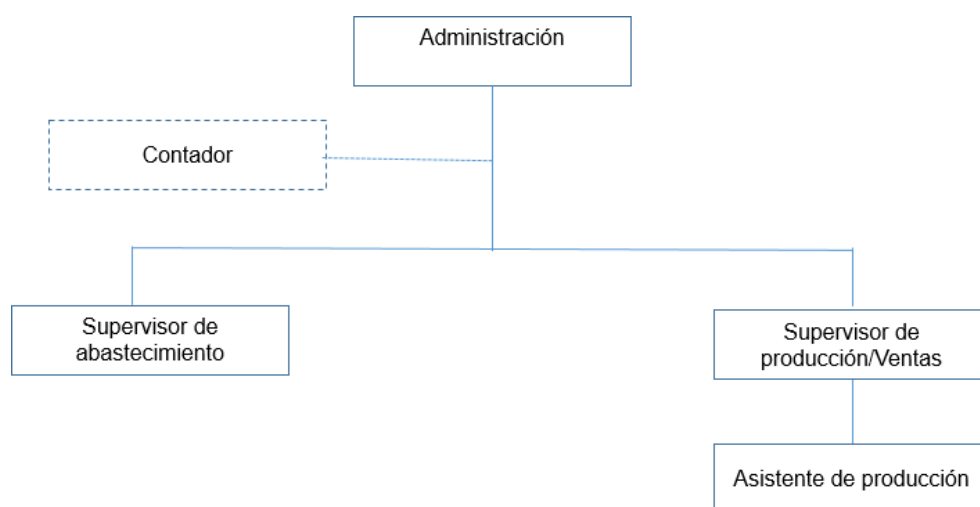 Administración
Contador
Supervisor de
abastecimiento
Supervisor de
producción/Ventas
Asistente de producción